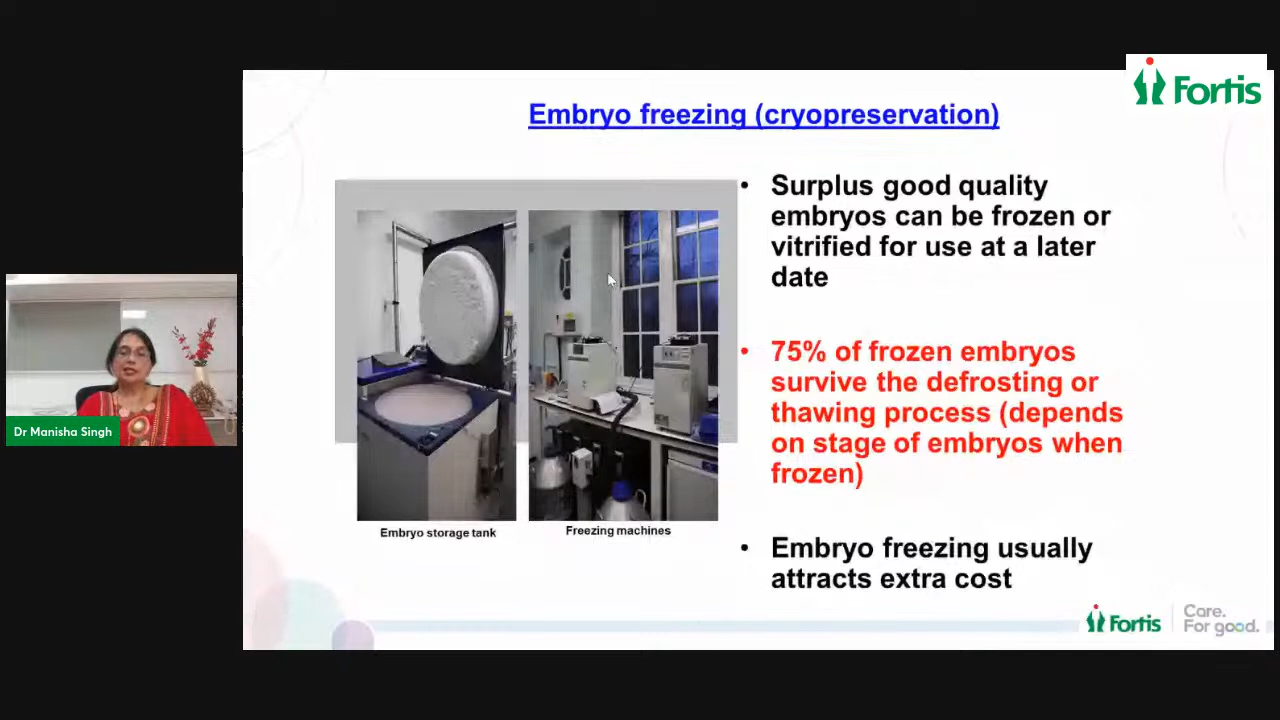 Fortis
Embryo freezing (cryopreservation)
• Surplus good quality
embryos can be frozen or
vitrified for use at a later
date
• 75% of frozen embryos
survive the defrosting or
thawing process (depends
on stage of embryos when
frozen)
• Embryo freezing usually
attracts extra cost
Embryo storage tank
Freezing machines
Dr Manisha Singh
Fortis
Care.
For good.